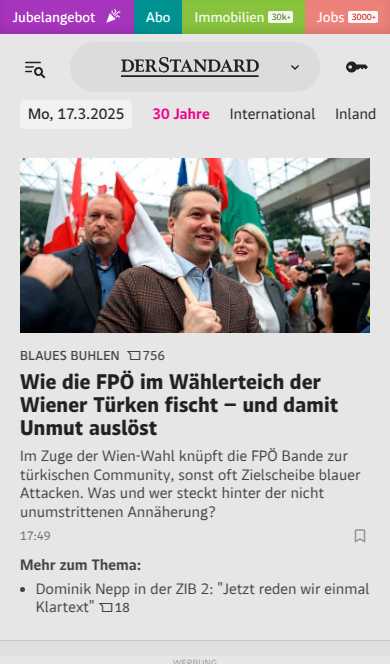 Jubelangebot Abo Immobilien 30k+ Jobs 3000+
DERSTANDARD
Mo, 17.3.2025 30 Jahre International Inland
BLAUES BUHLEN 756
Wie die FPÖ im Wählerteich der
Wiener Türken fischt – und damit
Unmut auslöst
Im Zuge der Wien-Wahl knüpft die FPÖ Bande zur
türkischen Community, sonst oft Zielscheibe blauer
Attacken. Was und wer steckt hinter der nicht
unumstrittenen Annäherung?
17:49
Mehr zum Thema:
• Dominik Nepp in der ZIB 2: "Jetzt reden wir einmal
Klartext" 18
WERBUNG